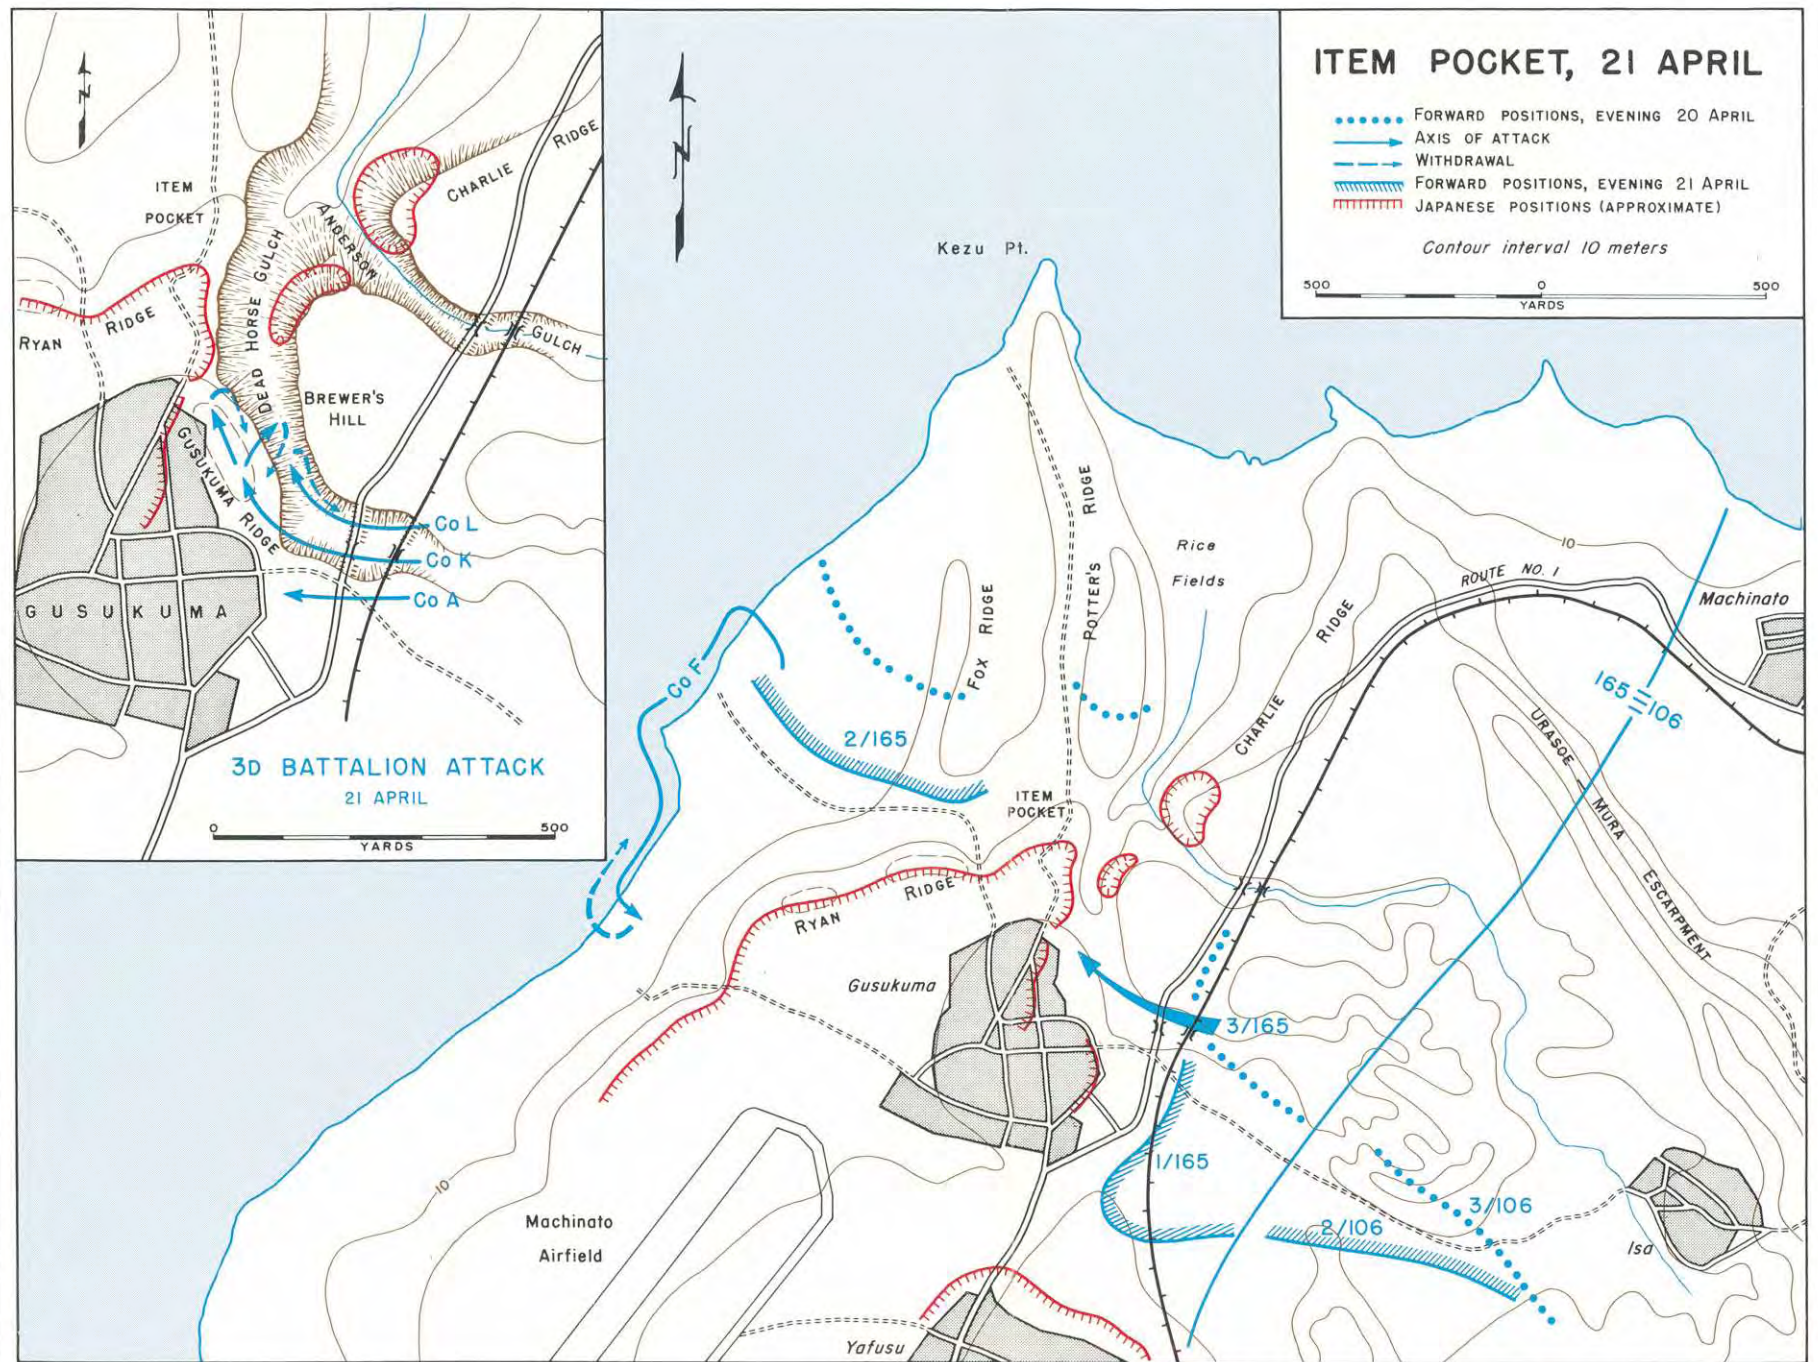 ITEM POCKET, 21 APRIL
FORWARD POSITIONS, EVENING 20 APRIL
AXIS OF ATTACK
WITHDRAWAL
FORWARD POSITIONS, EVENING 21 APRIL
JAPANESE POSITIONS (APPROXIMATE)
Contour interval 10 meters
500 0 500
YARDS
N
ITEM
POCKET
RYAN RIDGE
DEAD HORSE GULCH
ANDERSON GULCH
CHARLIE RIDGE
BREWER'S
HILL
GUSUKUMA RIDGE
Co L
Co K
Co A
GUSUKUMA
3D BATTALION ATTACK
21 APRIL
0 500
YARDS
N
Kezu Pt.
POTTER'S RIDGE
FOX RIDGE
Rice
Fields
CHARLIE RIDGE
10
ROUTE NO. 1
Machinato
165
106
URASOE - MURA ESCARPMENT
Co F
2/165
ITEM
POCKET
RYAN RIDGE
Gusukuma
3/165
1/165
3/106
2/106
Isa
10
Machinato
Airfield
Yafusu